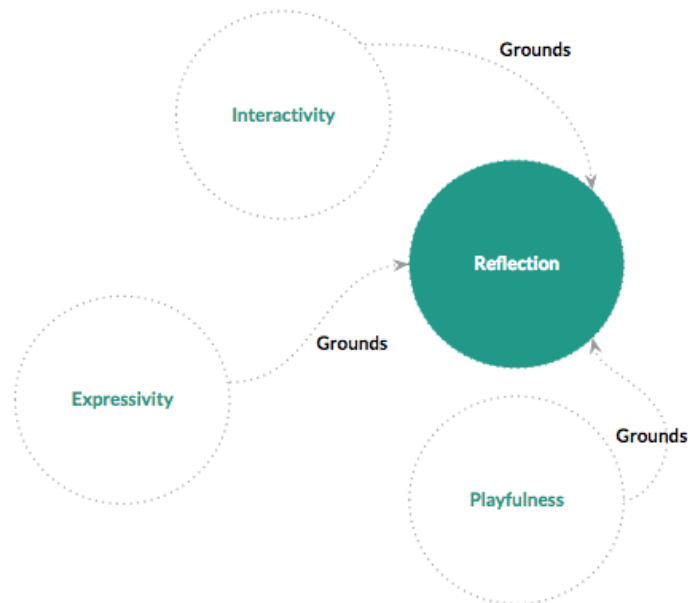 Grounds
Interactivity
Reflection
Grounds
Expressivity
Grounds
Playfulness